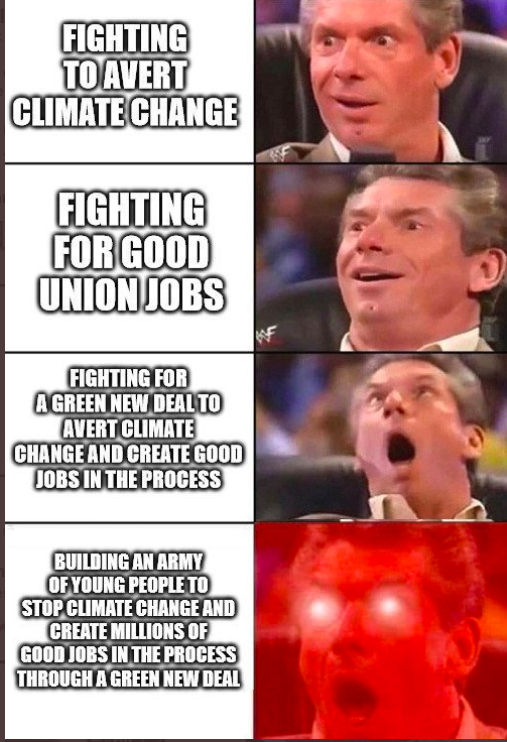 FIGHTING
TO AVERT
CLIMATE CHANGE
FIGHTING
FOR GOOD
UNION JOBS
WF
FIGHTING FOR
A GREEN NEW DEAL TO
AVERT CLIMATE
CHANGE AND CREATE GOOD
JOBS IN THE PROCESS
BUILDING AN ARMY
OF YOUNG PEOPLE TO
STOP CLIMATE CHANGE AND
CREATE MILLIONS OF
GOOD JOBS IN THE PROCESS
THROUGH A GREEN NEW DEAL